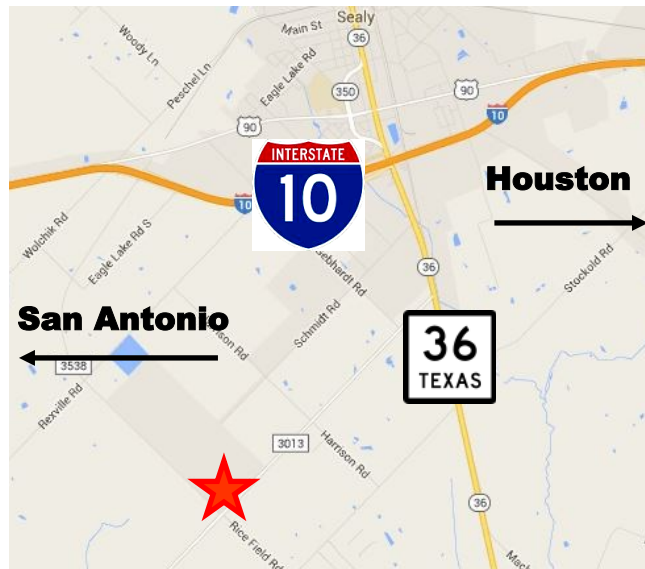 Sealy
Main St
36
Woody Ln
Peschel Ln
Eagle Lake Rd
350
90
90
10
INTERSTATE
10
10
Houston
Wolchik Rd
Eagle Lake Rd S
36
Stockold Rd
Schmidt Rd
San Antonio
36
TEXAS
3538
Rexville Rd
3013
Harrison Rd
36
Rice Field Rd